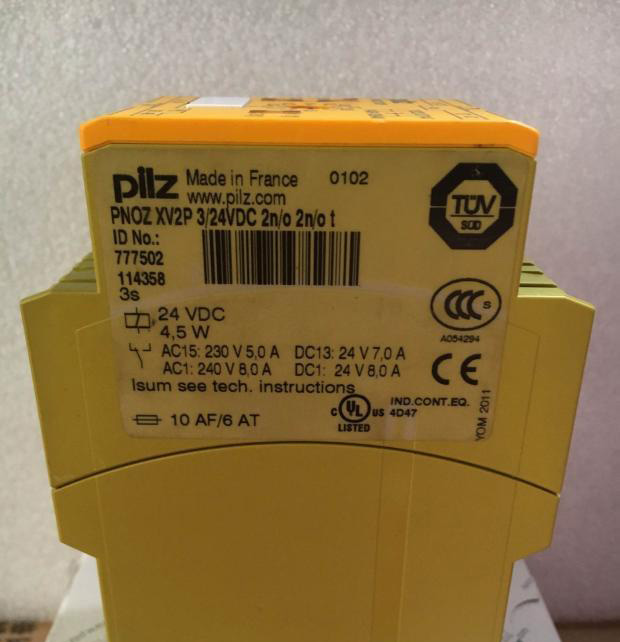 pilz Made in France 0102
www.pilz.com
PNOZ XV2P 3/24VDC 2n/o 2n/o t
ID No.:
777502
114358
3s
TÜV
SÜD
CCC S
A054294
24 VDC
4,5 W
AC15: 230 V 5,0 A DC13: 24 V 7,0 A
AC1: 240 V 8,0 A DC1: 24 V 8,0 A
CE
Isum see tech. instructions
10 AF/6 AT
C UL US
LISTED
IND.CONT.EQ.
4D47
YOM 2011